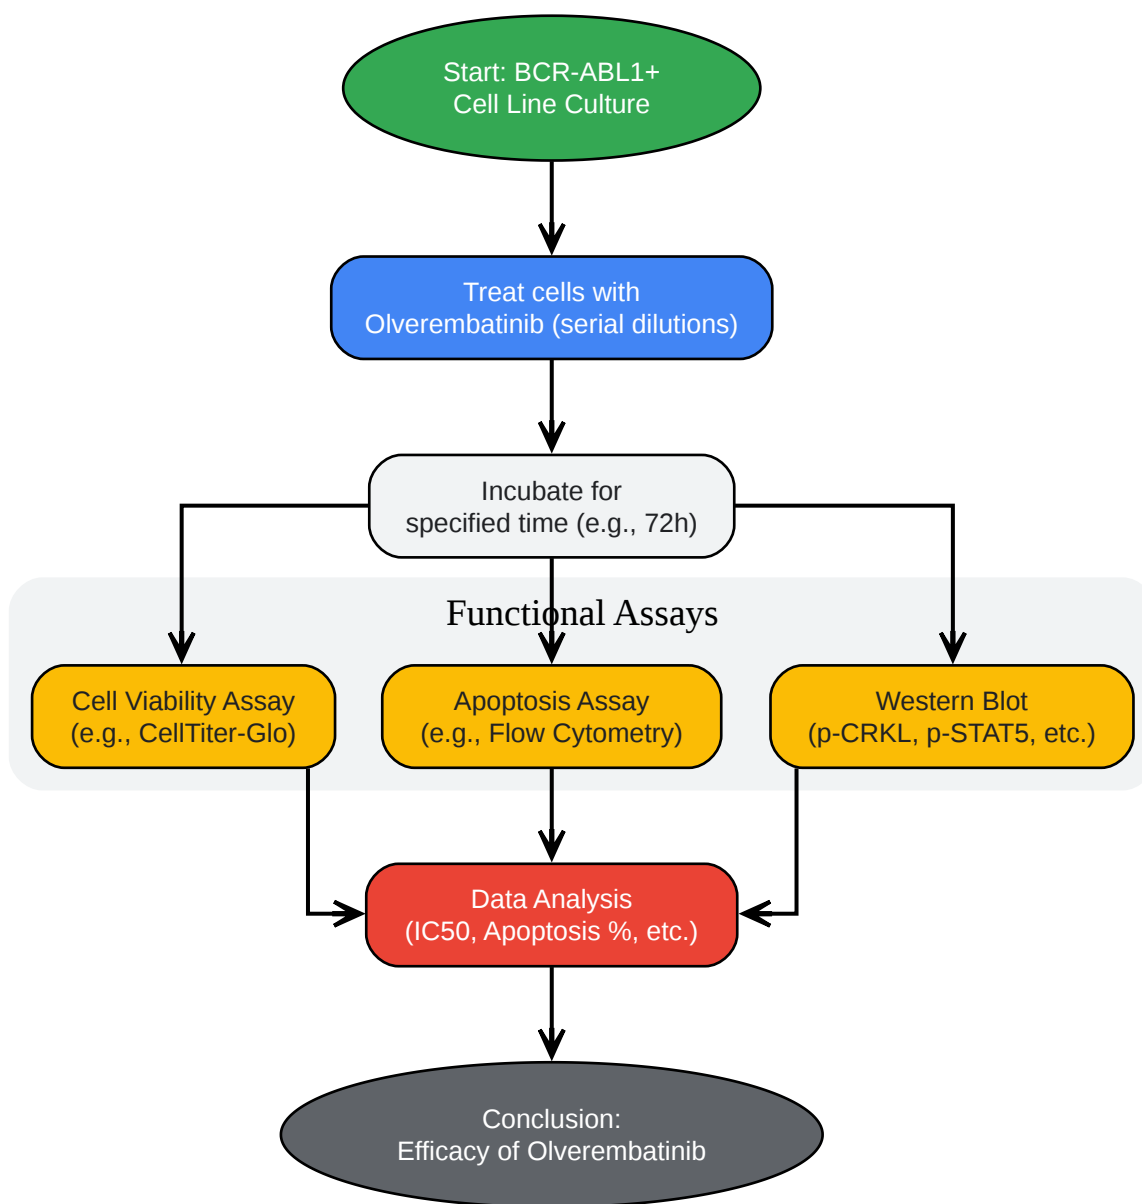 Start: BCR-ABL1+
Cell Line Culture
Treat cells with
Olverembatinib (serial dilutions)
Incubate for
specified time (e.g., 72h)
Functional Assays
Cell Viability Assay
(e.g., CellTiter-Glo)
Apoptosis Assay
(e.g., Flow Cytometry)
Western Blot
(p-CRKL, p-STAT5, etc.)
Data Analysis
(IC50, Apoptosis %, etc.)
Conclusion:
Efficacy of Olverembatinib